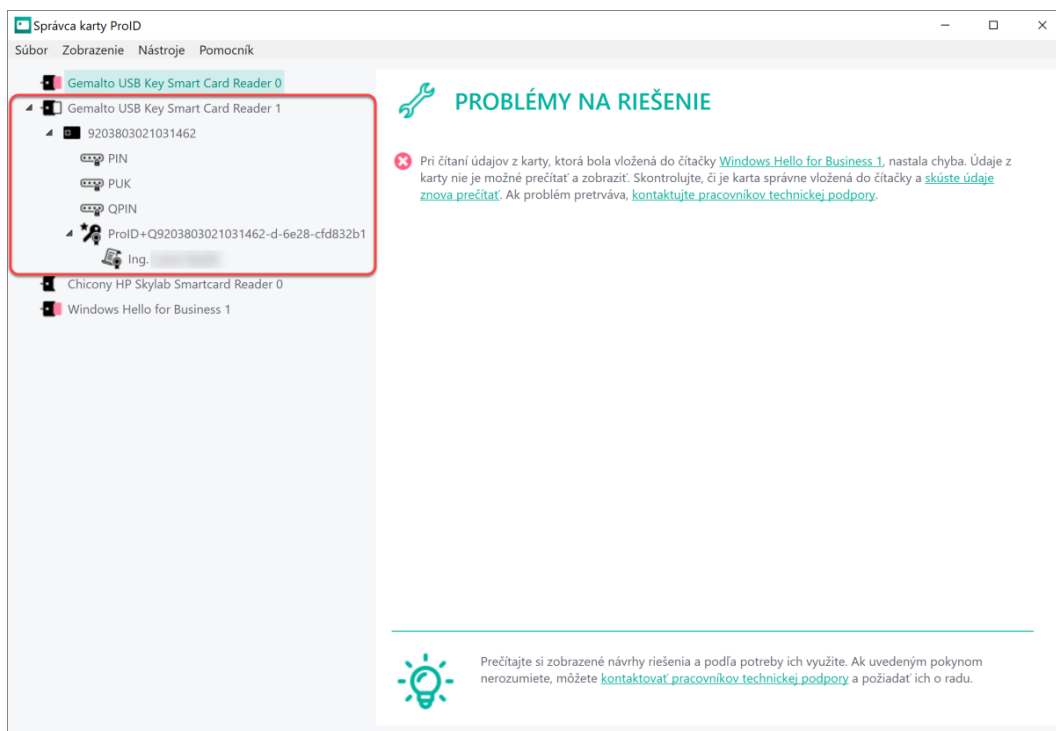 Správca karty ProID
Súbor Zobrazenie Nástroje Pomocník
Gemalto USB Key Smart Card Reader 0
Gemalto USB Key Smart Card Reader 1
9203803021031462
PIN
PUK
QPIN
ProID+Q9203803021031462-d-6e28-cfd832b1
Ing.
Chicony HP Skylab Smartcard Reader 0
Windows Hello for Business 1
PROBLÉMY NA RIEŠENIE
Pri čítaní údajov z karty, ktorá bola vložená do čítačky Windows Hello for Business 1, nastala chyba. Údaje z
karty nie je možné prečítať a zobraziť. Skontrolujte, či je karta správne vložená do čítačky a skúste údaje
znova prečítať. Ak problém pretrváva, kontaktujte pracovníkov technickej podpory.
Prečítajte si zobrazené návrhy riešenia a podľa potreby ich využite. Ak uvedeným pokynom
nerozumiete, môžete kontaktovať pracovníkov technickej podpory a požiadať ich o radu.